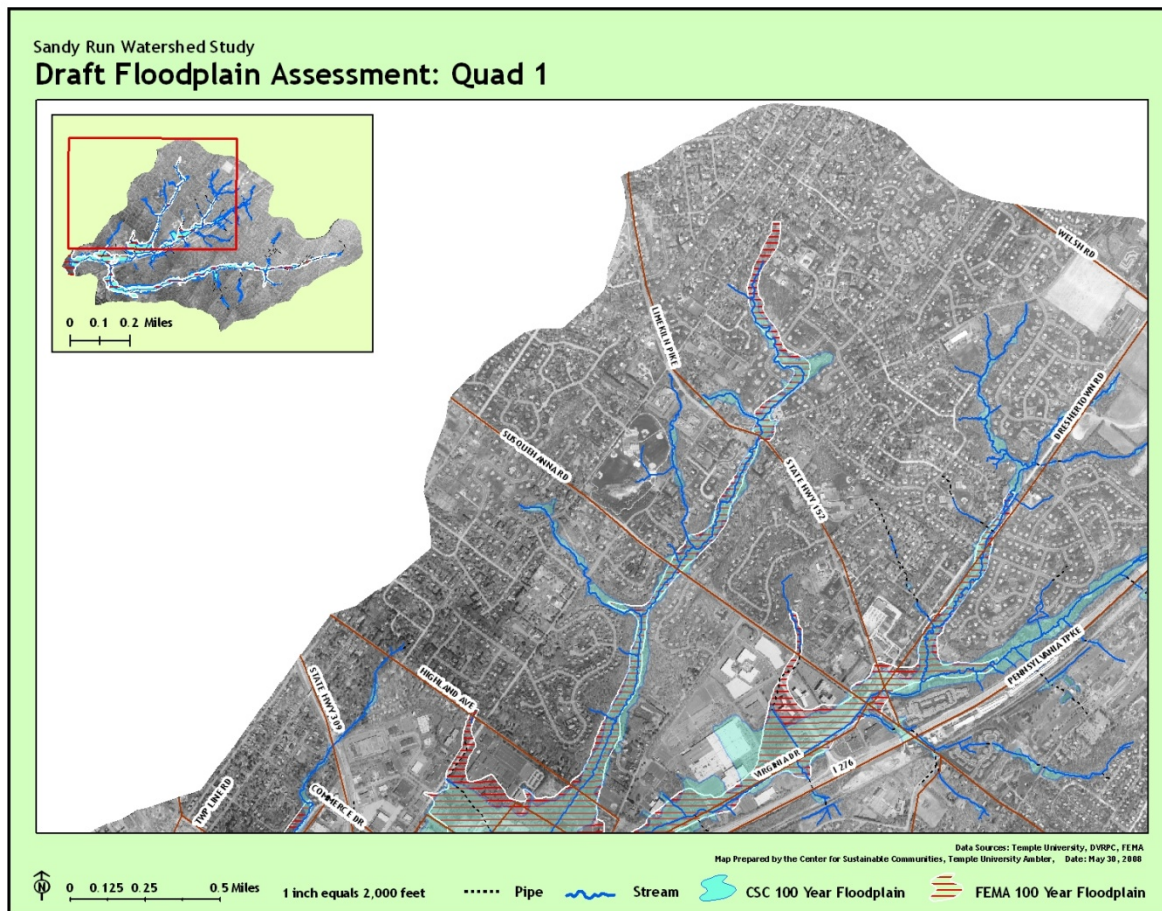 Sandy Run Watershed Study
Draft Floodplain Assessment: Quad 1
0 0.1 0.2 Miles
WELSH RD
LIMEKILN PIKE
DRESHERTOWN RD
SUSQUEHANNA RD
STATE HWY 152
PENNSYLVANIA TPKE
HIGHLAND AVE
STATE HWY 309
VIRGINIA DR
I 276
TWP LINE RD
COMMERCE DR
Data Sources: Temple University, DVRPC, FEMA
Map Prepared by the Center for Sustainable Communities, Temple University Ambler, Date: May 30, 2008
N
0 0.125 0.25 0.5 Miles
1 inch equals 2,000 feet
Pipe
Stream
CSC 100 Year Floodplain
FEMA 100 Year Floodplain